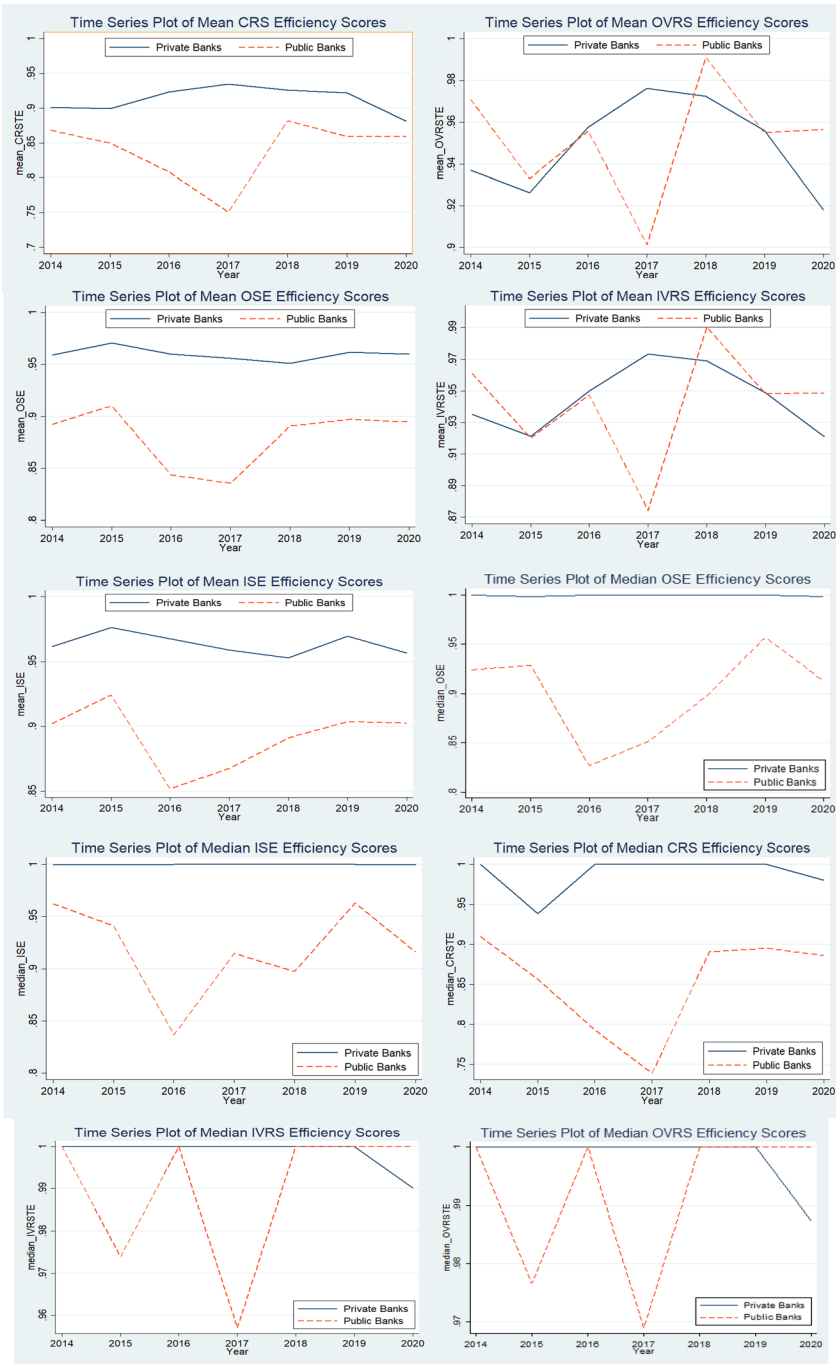 Time Series Plot of Mean CRS Efficiency Scores
Private Banks Public Banks
mean_CRSTE
1
.95
.9
.85
.8
.75
.7
2014 2015 2016 2017 2018 2019 2020
Year
Time Series Plot of Mean OVRS Efficiency Scores
Private Banks Public Banks
mean_OVRSTE
1
.98
.96
.94
.92
.9
2014 2015 2016 2017 2018 2019 2020
Year
Time Series Plot of Mean OSE Efficiency Scores
Private Banks Public Banks
mean_OSE
1
.95
.9
.85
.8
2014 2015 2016 2017 2018 2019 2020
Year
Time Series Plot of Mean IVRS Efficiency Scores
Private Banks Public Banks
mean_IVRSTE
.99
.97
.95
.93
.91
.89
.87
2014 2015 2016 2017 2018 2019 2020
Year
Time Series Plot of Mean ISE Efficiency Scores
Private Banks Public Banks
mean_ISE
1
.95
.9
.85
2014 2015 2016 2017 2018 2019 2020
Year
Time Series Plot of Median OSE Efficiency Scores
median_OSE
1
.95
.9
.85
.8
Private Banks
Public Banks
2014 2015 2016 2017 2018 2019 2020
Year
Time Series Plot of Median ISE Efficiency Scores
median_ISE
1
.95
.9
.85
.8
Private Banks
Public Banks
2014 2015 2016 2017 2018 2019 2020
Year
Time Series Plot of Median CRS Efficiency Scores
median_CRSTE
1
.95
.9
.85
.8
.75
Private Banks
Public Banks
2014 2015 2016 2017 2018 2019 2020
Year
Time Series Plot of Median IVRS Efficiency Scores
median_IVRSTE
1
.99
.98
.97
.96
Private Banks
Public Banks
2014 2015 2016 2017 2018 2019 2020
Year
Time Series Plot of Median OVRS Efficiency Scores
median_OVRSTE
1
.99
.98
.97
Private Banks
Public Banks
2014 2015 2016 2017 2018 2019 2020
Year